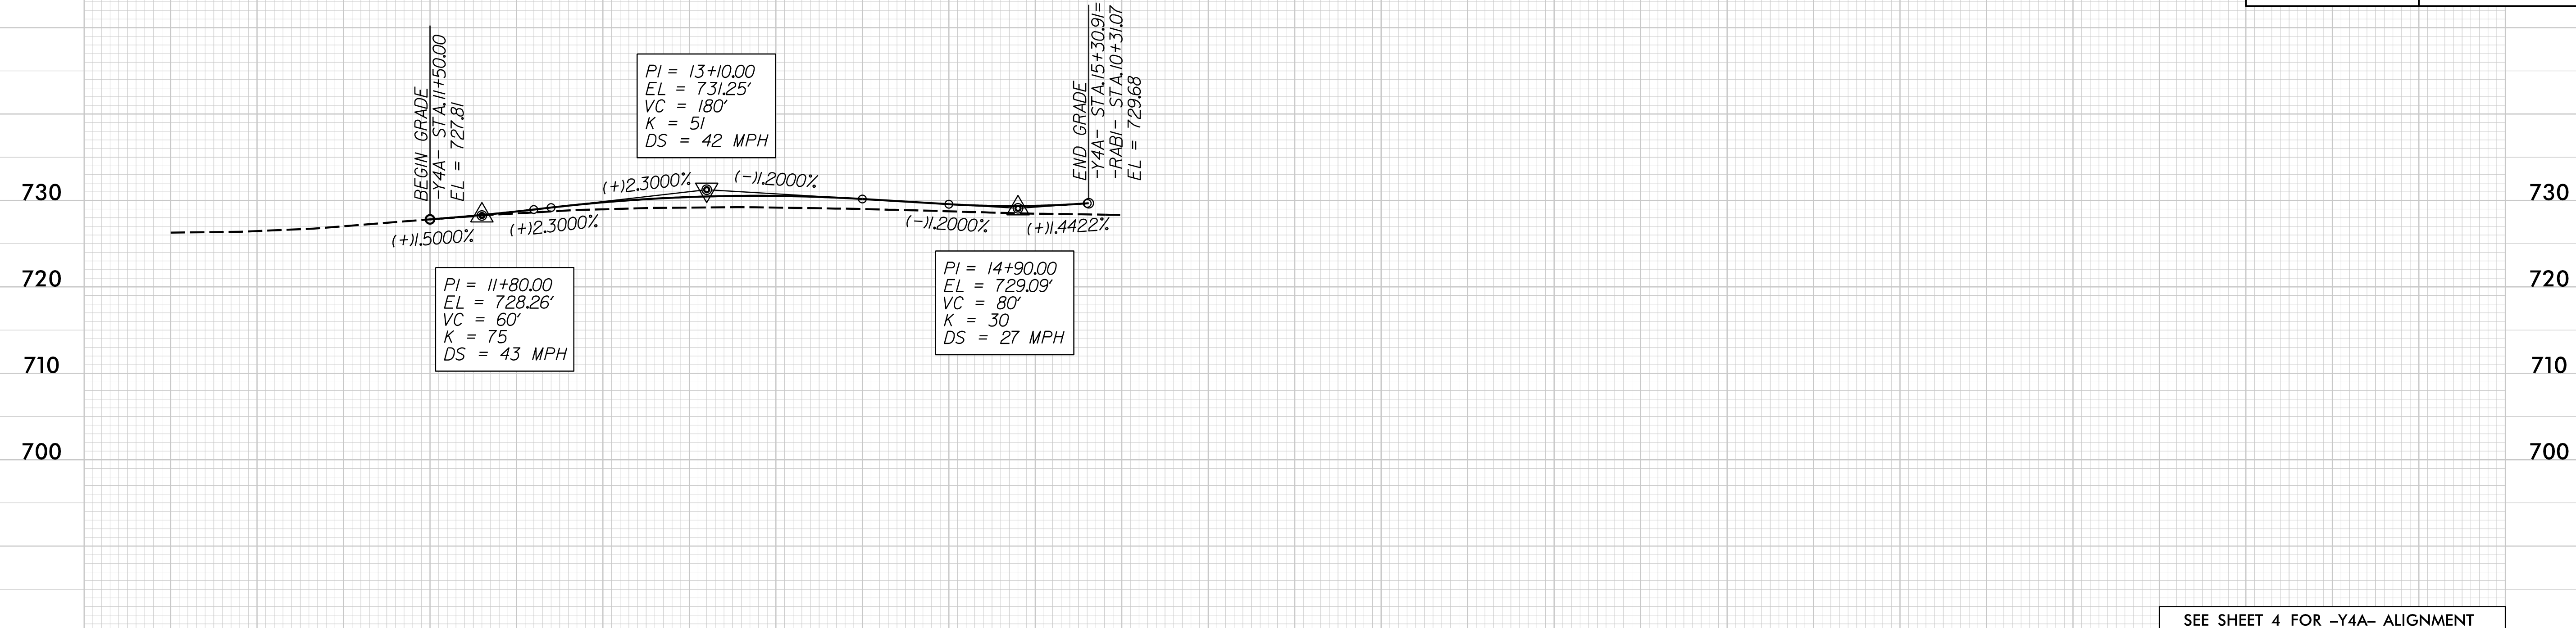 BEGIN GRADE
-Y4A- STA.11+50.00
EL = 727.81
PI = 13+10.00
EL = 731.25'
VC = 180'
K = 51
DS = 42 MPH
END GRADE
-Y4A- STA.15+30.91=
-RAB1- STA.10+31.07
EL = 729.68
730
(+)2.3000%
(-)1.2000%
730
(+)1.5000%
(+)2.3000%
(-)1.2000%
(+)1.4422%
720
PI = 11+80.00
EL = 728.26'
VC = 60'
K = 75
DS = 43 MPH
PI = 14+90.00
EL = 729.09'
VC = 80'
K = 30
DS = 27 MPH
720
710
710
700
700
SEE SHEET 4 FOR –Y4A– ALIGNMENT